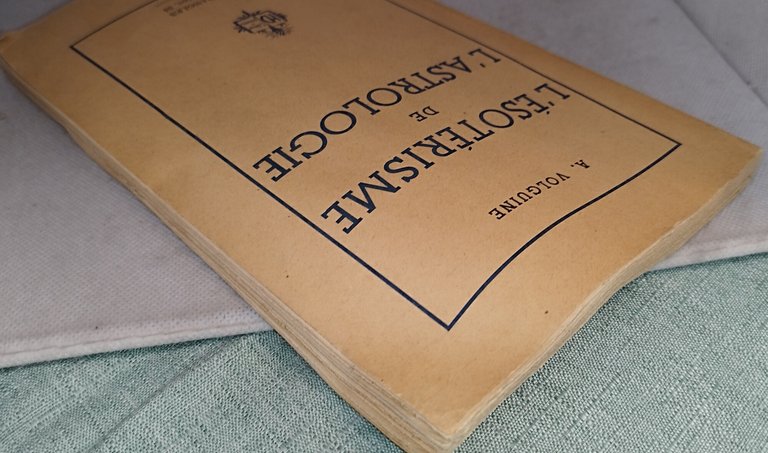 A. VOLGUINE
L'ÉSOTÉRISME
DE
L'ASTROLOGIE